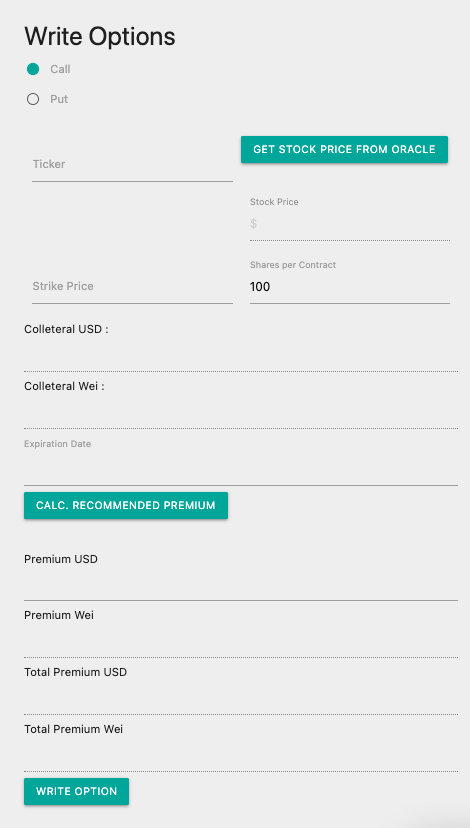 Write Options
Call
Put
GET STOCK PRICE FROM ORACLE
Ticker
Stock Price
$
Shares per Contract
Strike Price
100
Colleteral USD :
Colleteral Wei :
Expiration Date
CALC. RECOMMENDED PREMIUM
Premium USD
Premium Wei
Total Premium USD
Total Premium Wei
WRITE OPTION